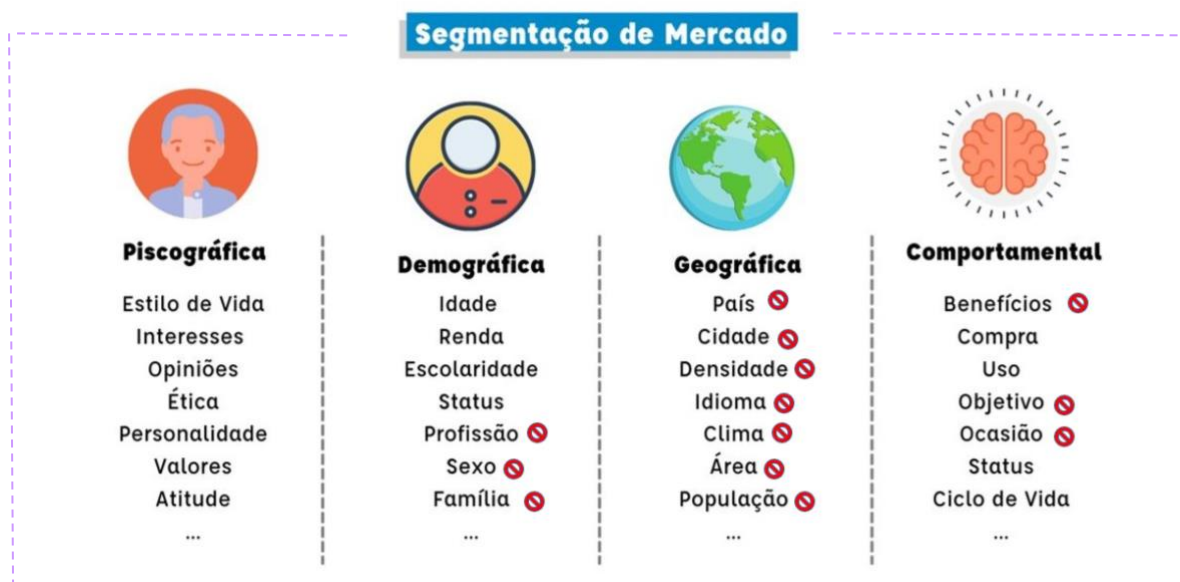 Segmentação de Mercado
Piscográfica
Estilo de Vida
Interesses
Opiniões
Ética
Personalidade
Valores
Atitude
...
Demográfica
Idade
Renda
Escolaridade
Status
Profissão
Sexo
Família
...
Geográfica
País
Cidade
Densidade
Idioma
Clima
Área
População
...
Comportamental
Benefícios
Compra
Uso
Objetivo
Ocasião
Status
Ciclo de Vida
...